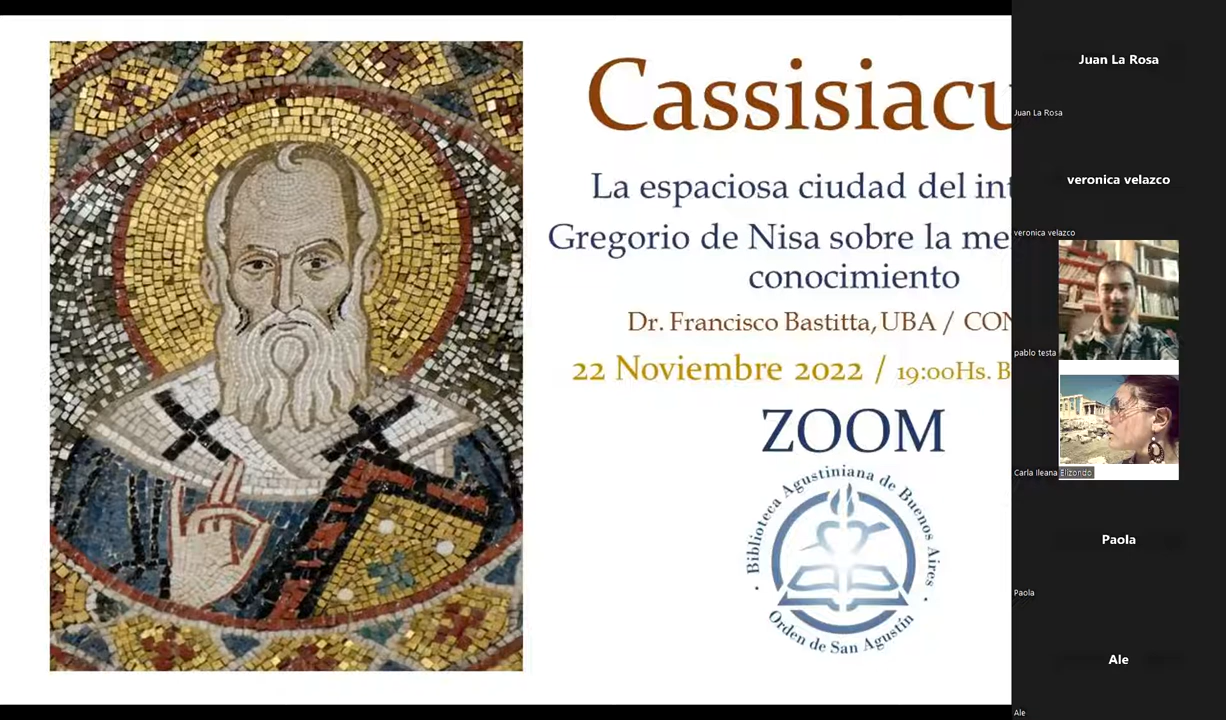 Cassisiacu
La espaciosa ciudad del int
Gregorio de Nisa sobre la me
conocimiento
Dr. Francisco Bastitta, UBA / CON
22 Noviembre 2022 / 19:00Hs. B
ZOOM
· Biblioteca Agustiniana de Buenos Aires ·
Orden de San Agustín
Juan La Rosa
Juan La Rosa
veronica velazco
veronica velazco
pablo testa
Carla Ileana Elizondo
Paola
Paola
Ale
Ale